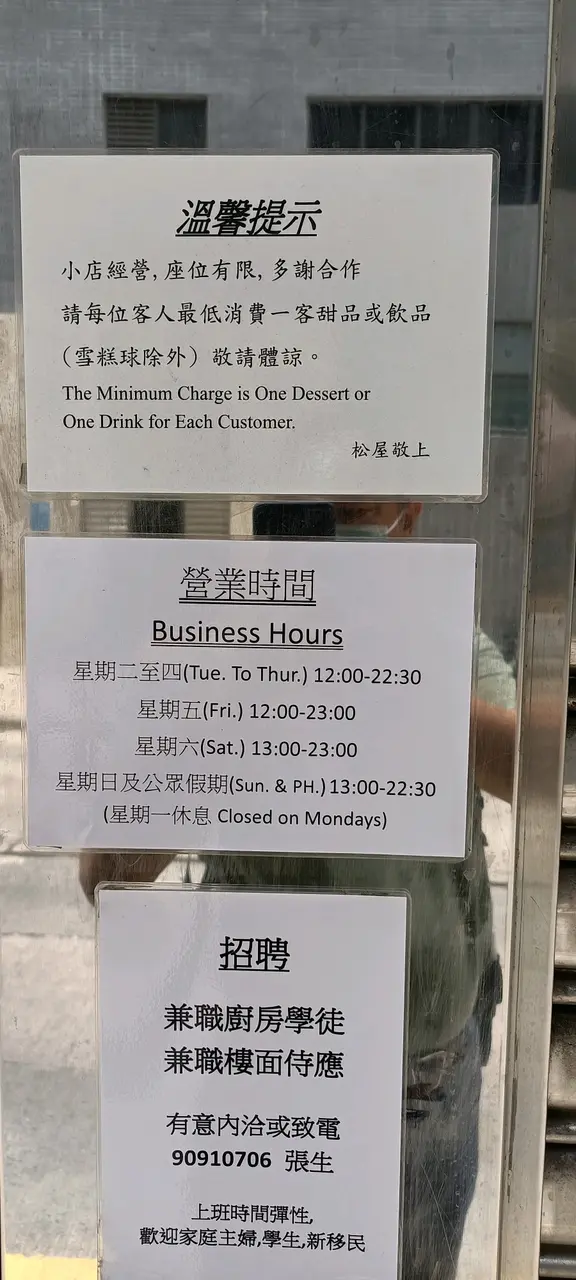 溫馨提示
小店經營, 座位有限, 多謝合作
請每位客人最低消費一客甜品或飲品
（雪糕球除外）敬請體諒。
The Minimum Charge is One Dessert or
One Drink for Each Customer.
松屋敬上
營業時間
Business Hours
星期二至四(Tue. To Thur.) 12:00-22:30
星期五(Fri.) 12:00-23:00
星期六(Sat.) 13:00-23:00
星期日及公眾假期(Sun. & PH.) 13:00-22:30
(星期一休息 Closed on Mondays)
招聘
兼職廚房學徒
兼職樓面侍應
有意內洽或致電
90910706 張生
上班時間彈性,
歡迎家庭主婦,學生,新移民